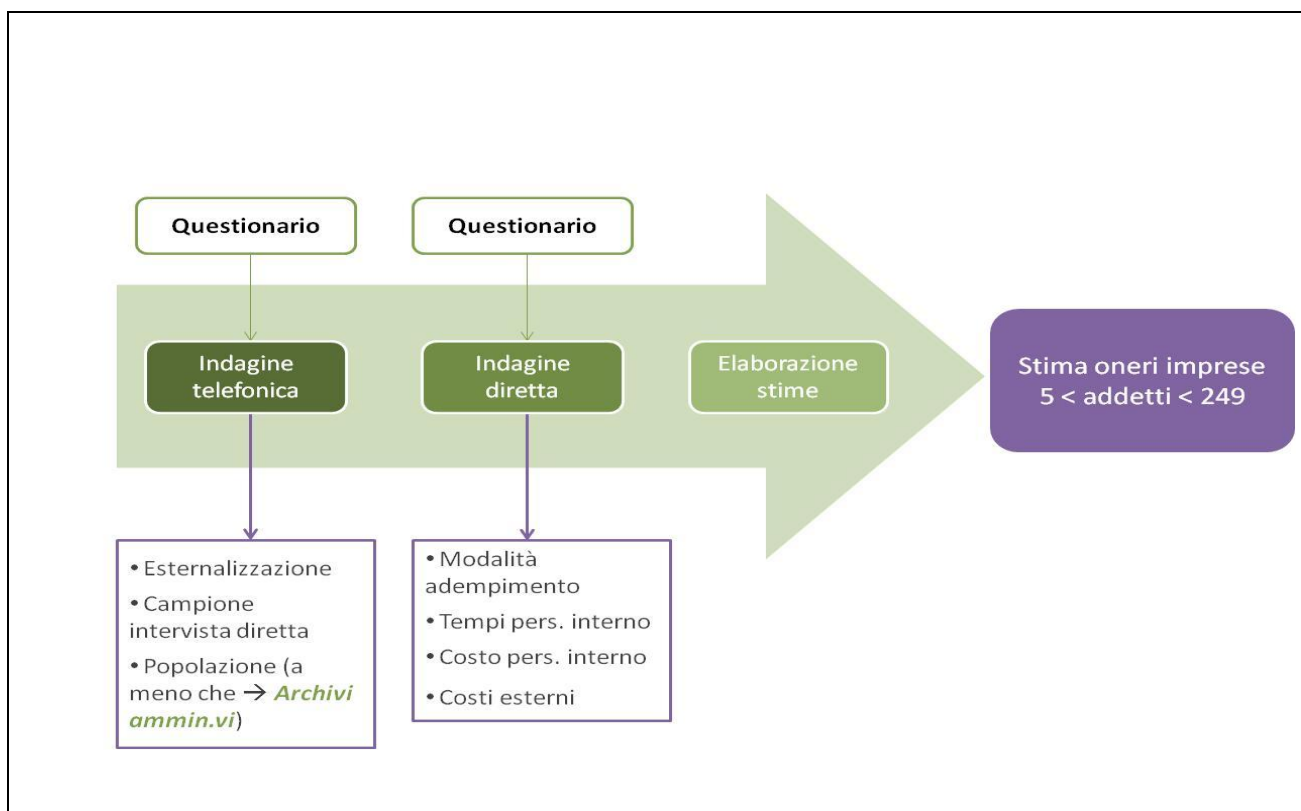 Questionario
Questionario
Indagine
telefonica
Indagine
diretta
Elaborazione
stime
Stima oneri imprese
5 < addetti < 249
• Esternalizzazione
• Campione
intervista diretta
• Popolazione (a
meno che → Archivi
ammin.vi)
• Modalità
adempimento
• Tempi pers. interno
• Costo pers. interno
• Costi esterni